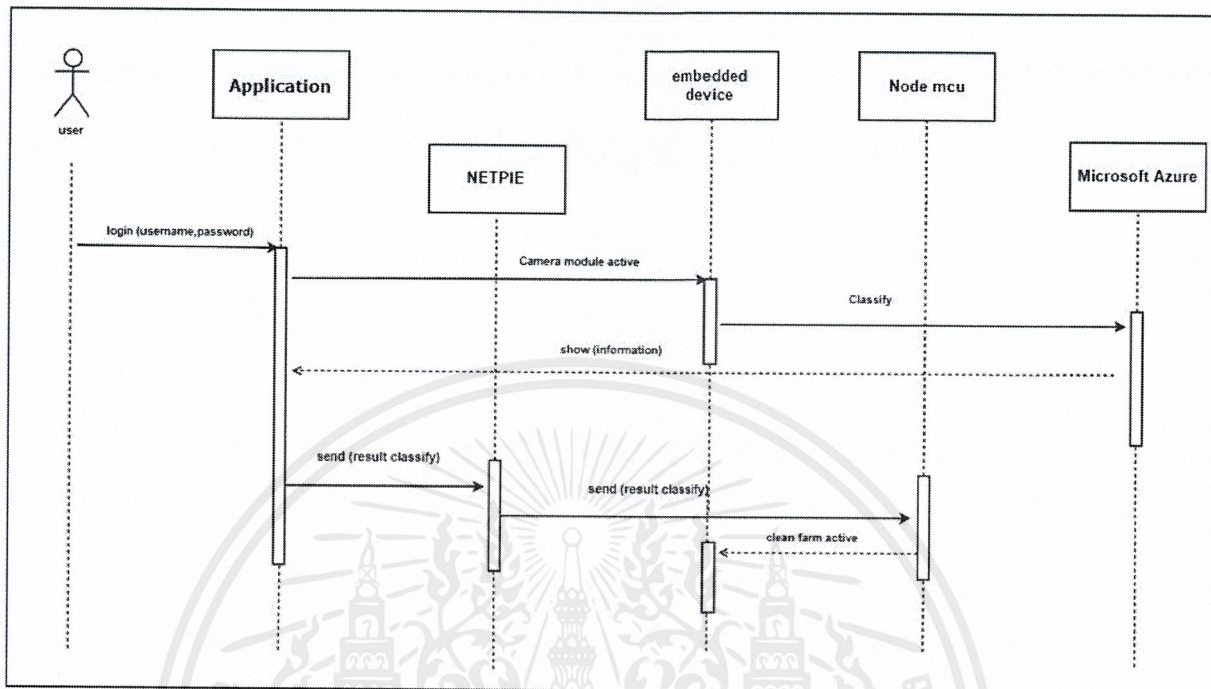 user
Application
embedded
device
Node mcu
NETPIE
Microsoft Azure
login (username,password)
Camera module active
Classify
show (information)
send (result classify)
send (result classify)
clean farm active